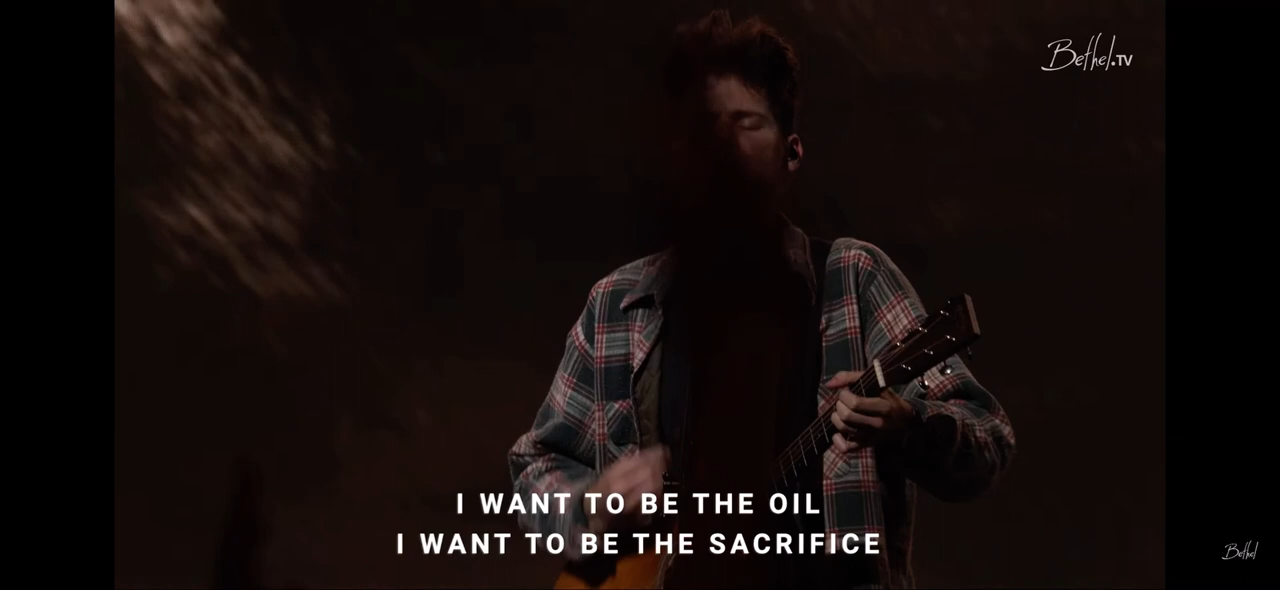 Bethel.TV
I WANT TO BE THE OIL
I WANT TO BE THE SACRIFICE
Bethel